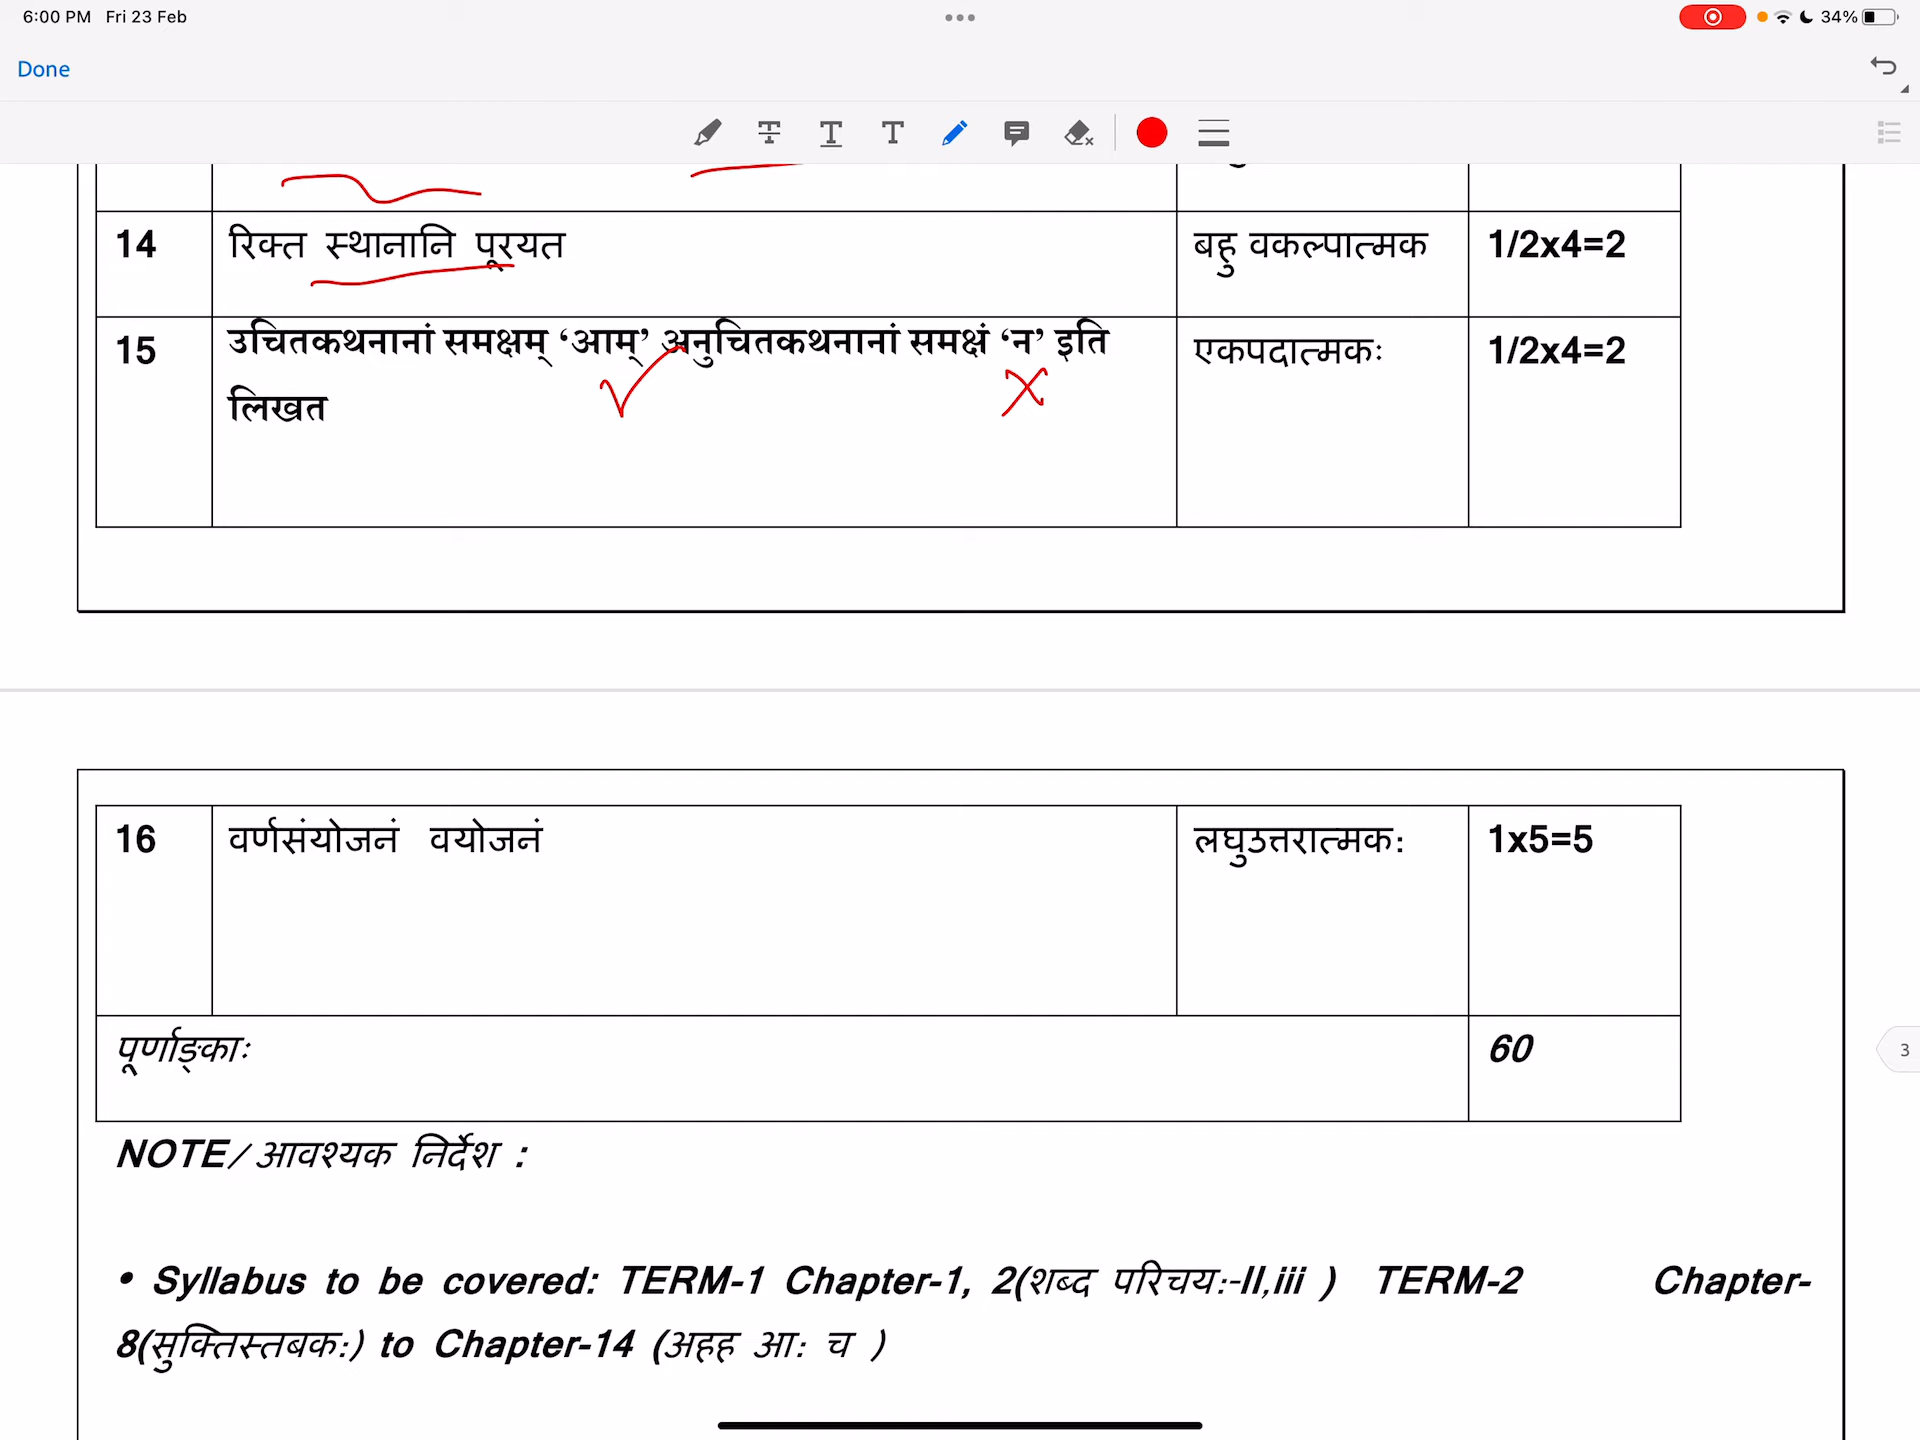 6:00 PM Fri 23 Feb
34%
Done
14 रिक्त स्थानानि पूरयत बहु वकल्पात्मक 1/2x4=2
15 उचितकथनानां समक्षम् ‘आम्’ अनुचितकथनानां समक्षं ‘न’ इति एकपदात्मकः 1/2x4=2
लिखत
16 वर्णसंयोजनं वयोजनं लघुउत्तरात्मक: 1x5=5
पूर्णाङ्काः 60
3
NOTE/ आवश्यक निर्देश :
• Syllabus to be covered: TERM-1 Chapter-1, 2(शब्द परिचय:-II,iii ) TERM-2 Chapter-
8(सुक्तिस्तबक:) to Chapter-14 (अहह आ: च )